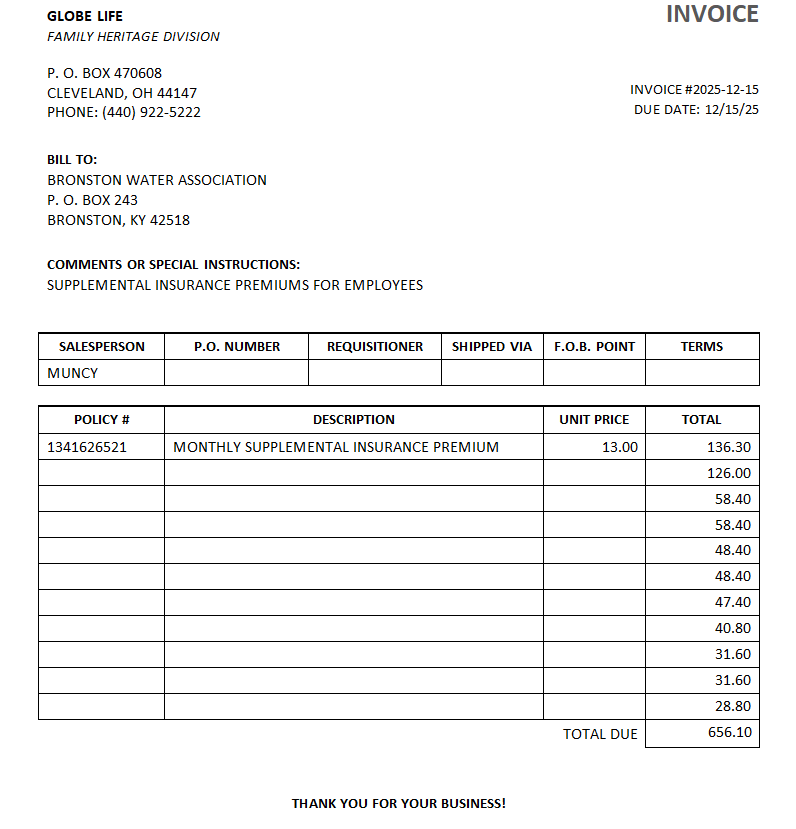 GLOBE LIFE
FAMILY HERITAGE DIVISION
INVOICE
P. O. BOX 470608
CLEVELAND, OH 44147
PHONE: (440) 922-5222
INVOICE #2025-12-15
DUE DATE: 12/15/25
BILL TO:
BRONSTON WATER ASSOCIATION
P. O. BOX 243
BRONSTON, KY 42518
COMMENTS OR SPECIAL INSTRUCTIONS:
SUPPLEMENTAL INSURANCE PREMIUMS FOR EMPLOYEES
SALESPERSON P.O. NUMBER REQUISITIONER SHIPPED VIA F.O.B. POINT TERMS
MUNCY
POLICY # DESCRIPTION UNIT PRICE TOTAL
1341626521 MONTHLY SUPPLEMENTAL INSURANCE PREMIUM 13.00 136.30
126.00
58.40
58.40
48.40
48.40
47.40
40.80
31.60
31.60
28.80
TOTAL DUE 656.10
THANK YOU FOR YOUR BUSINESS!